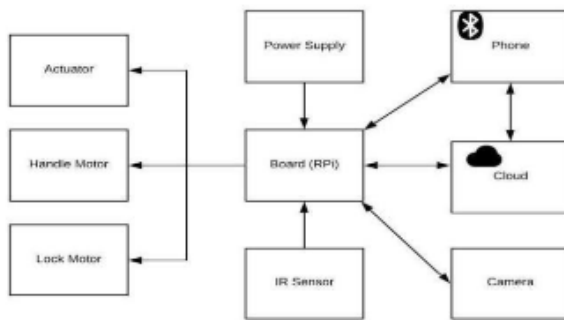 Power Supply
Phone
Actuator
Handle Motor
Board (RPi)
Cloud
Lock Motor
IR Sensor
Camera